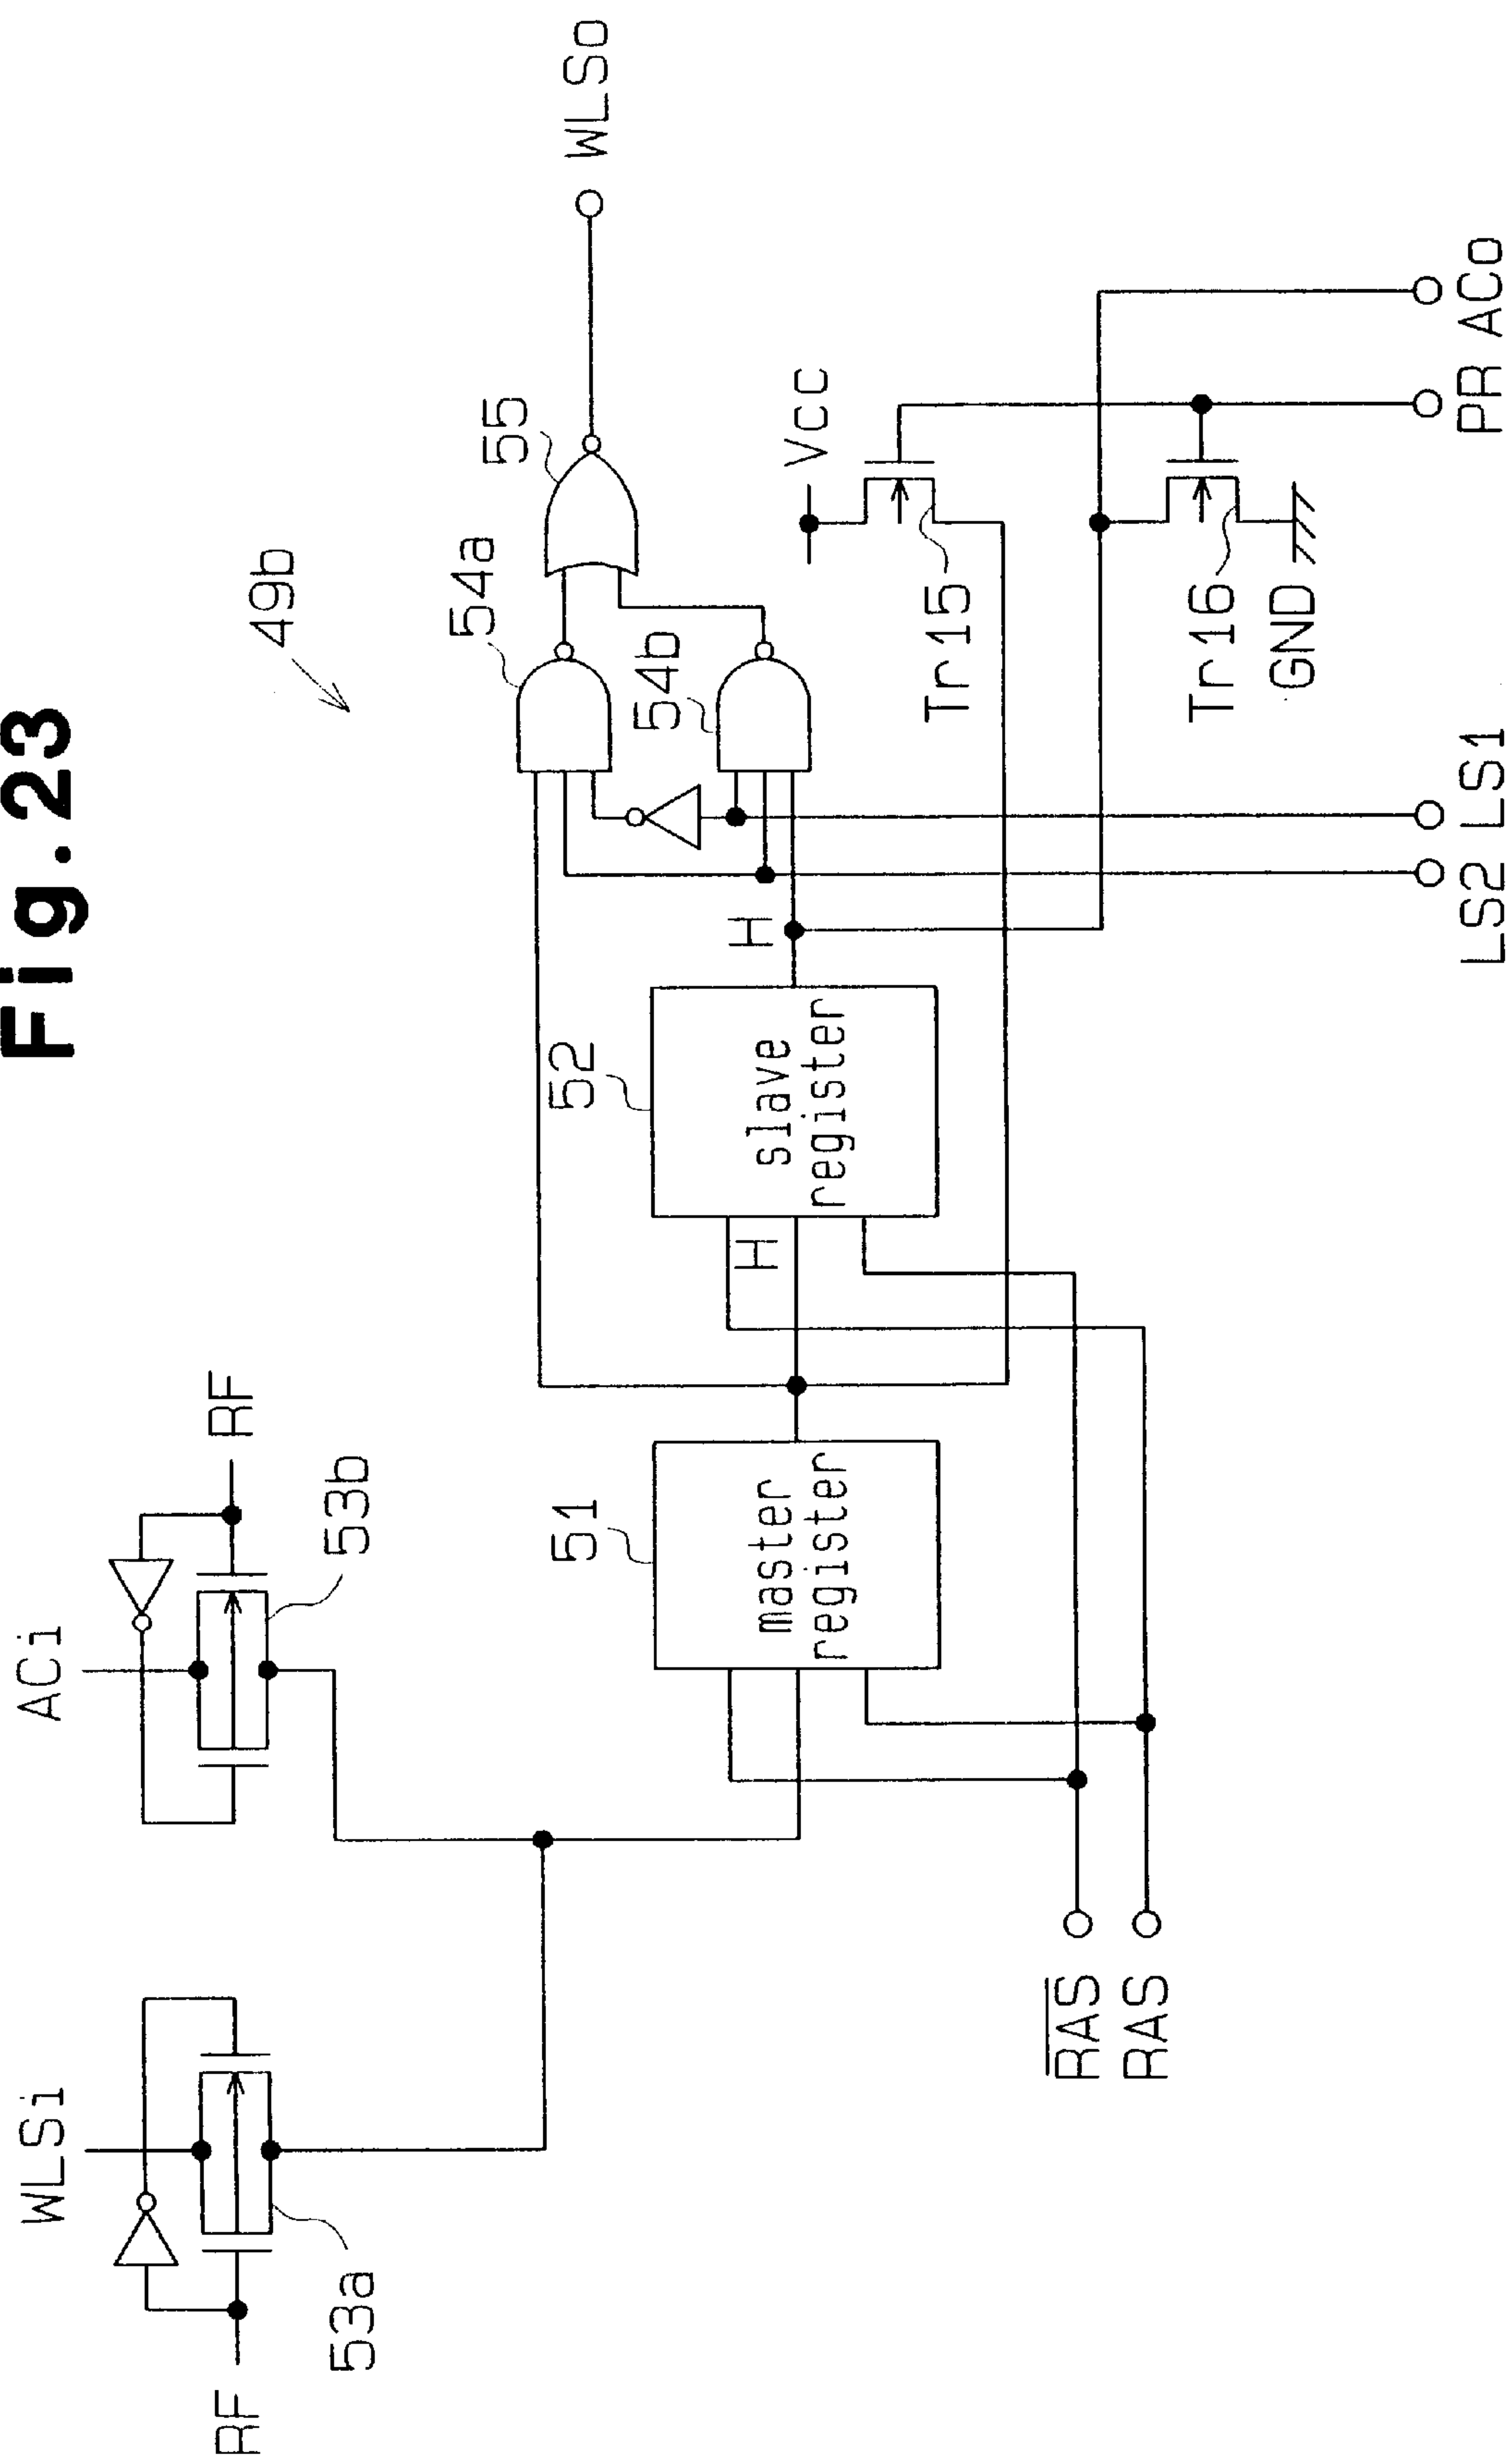 Fig.23
49b
WLSi
RF
53a
ACi
RF
53b
51
master
register
52
slave
register
H
H
54a
54b
55
WLSo
Vcc
Tr15
Tr16
GND
RAS
RAS
LS2
LS1
PR
ACo